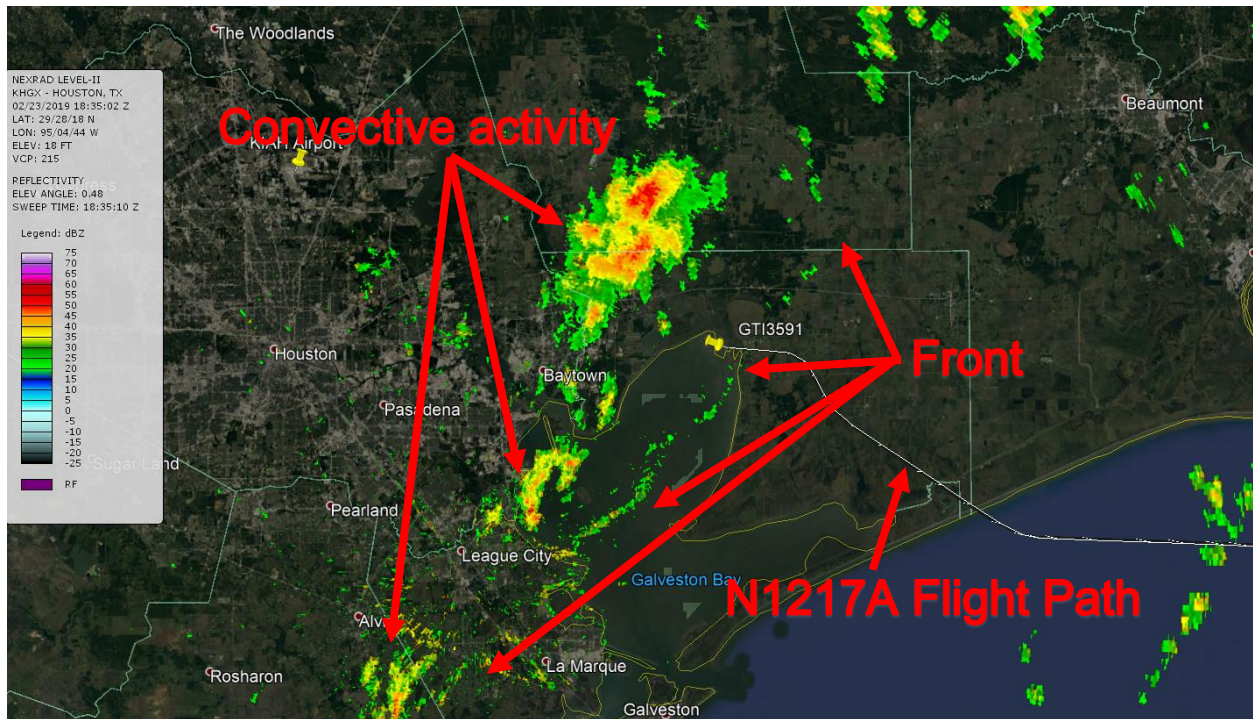 The Woodlands
Beaumont
NEXRAD LEVEL-II
KHGX - HOUSTON, TX
02/23/2019 18:35:02 Z
LAT: 29/28/18 N
LON: 95/04/44 W
ELEV: 18 FT
VCP: 215
REFLECTIVITY
ELEV ANGLE: 0.48
SWEEP TIME: 18:35:10 Z
Legend: dBZ
75
70
65
60
55
50
45
40
35
30
25
20
15
10
5
0
-5
-10
-15
-20
-25
RF
Convective activity
KIAH Airport
GTI3591
Houston
Front
Baytown
Pasadena
Sugar Land
Pearland
League City
Galveston Bay
N1217A Flight Path
Alvin
La Marque
Rosharon
Galveston